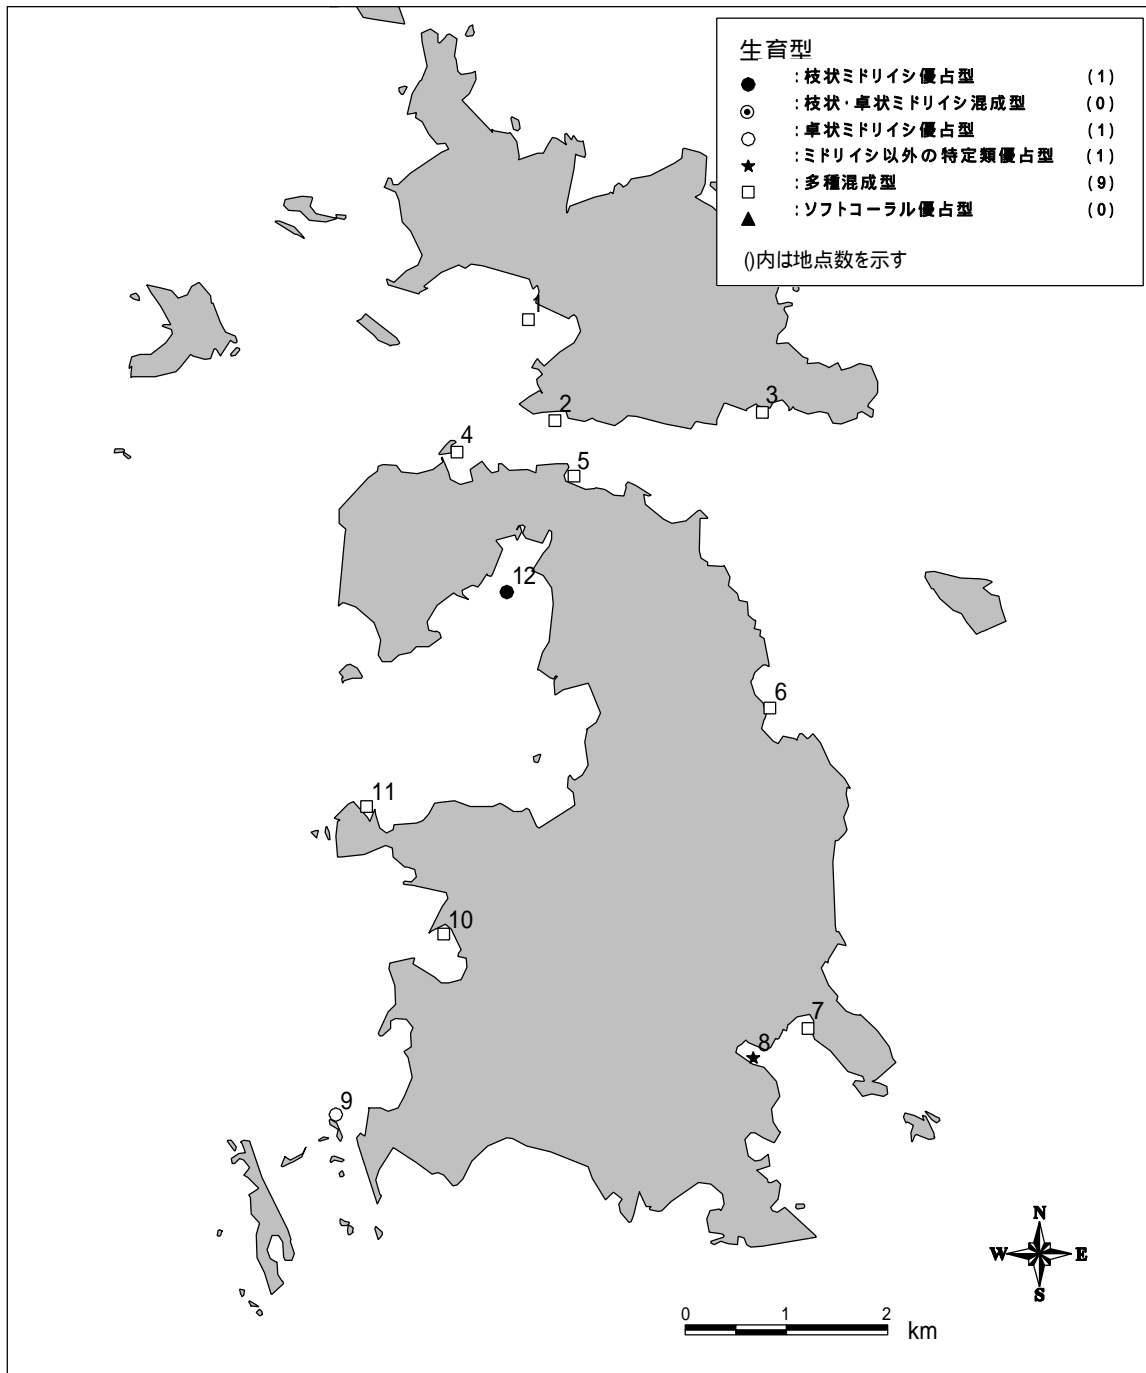 生育型
:枝状ミドリイシ優占型 (1)
:枝状・卓状ミドリイシ混成型 (0)
:卓状ミドリイシ優占型 (1)
:ミドリイシ以外の特定類優占型 (1)
:多種混成型 (9)
:ソフトコーラル優占型 (0)
()内は地点数を示す
1
2
3
4
5
12
6
11
10
7
8
9
N
W E
S
0 1 2
km